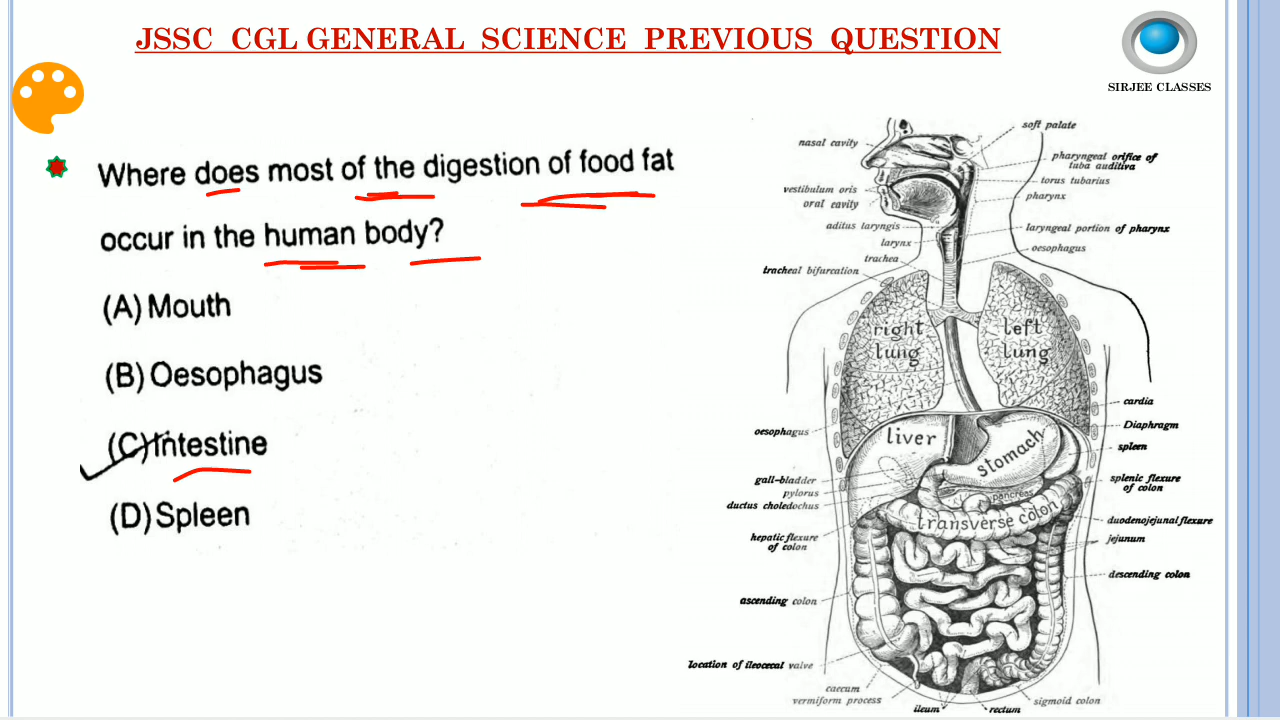 JSSC CGL GENERAL SCIENCE PREVIOUS QUESTION
SIRJEE CLASSES
Where does most of the digestion of food fat
occur in the human body?
(A) Mouth
(B) Oesophagus
(C) Intestine
(D) Spleen
soft palate
nasal cavity
pharyngeal orifice of
tuba auditiva
torus tubarius
vestibulum oris
pharynx
oral cavity
aditus laryngis
laryngeal portion of pharynx
larynx
oesophagus
trachea
tracheal bifurcation
right
lung
left
lung
cardia
Diaphragm
oesophagus
liver
stomach
spleen
gall-bladder
splenic flexure
of colon
pylorus
pancreas
ductus choledochus
transverse colon
duodenojejunal flexure
hepatic flexure
of colon
jejunum
descending colon
ascending colon
location of ileocecal valve
caecum
vermiform process
sigmoid colon
ileum
rectum